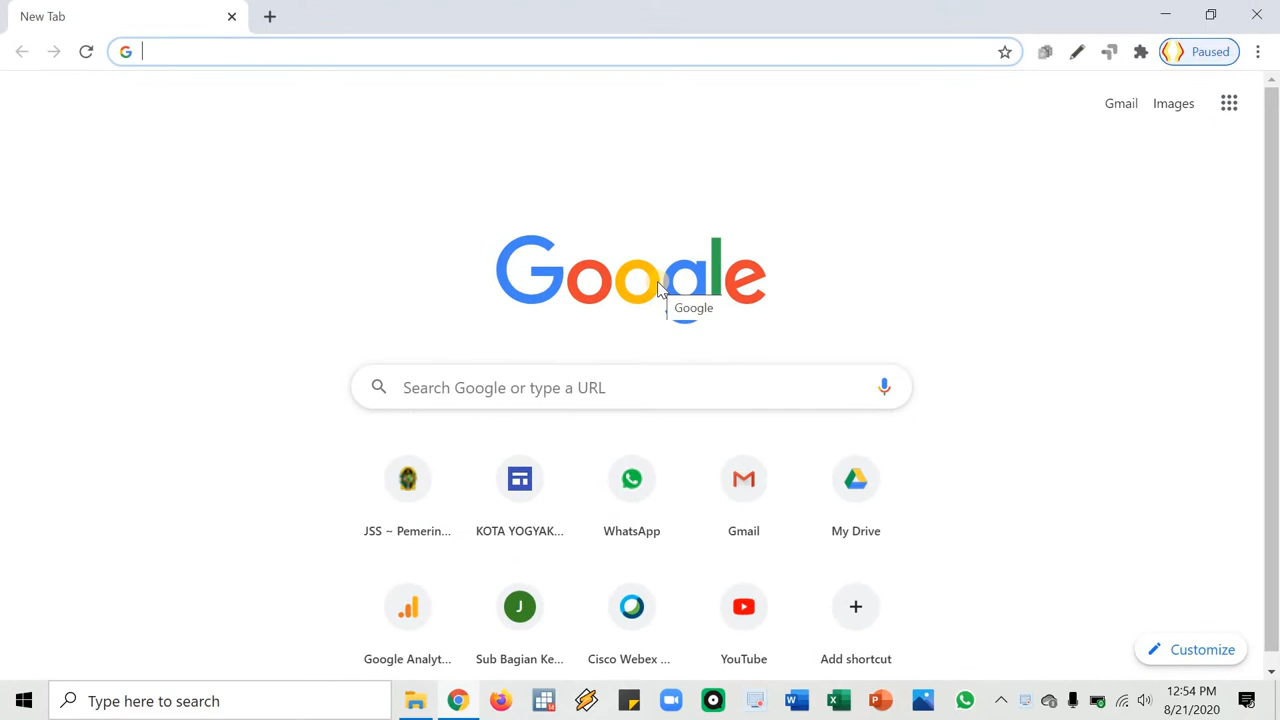 New Tab
Paused
Gmail Images
Google
Google
Search Google or type a URL
JSS ~ Pemerin...
KOTA YOGYAK...
WhatsApp
Gmail
My Drive
J
Google Analyt...
Sub Bagian Ke...
Cisco Webex ...
YouTube
Add shortcut
Customize
Type here to search
12:54 PM
8/21/2020